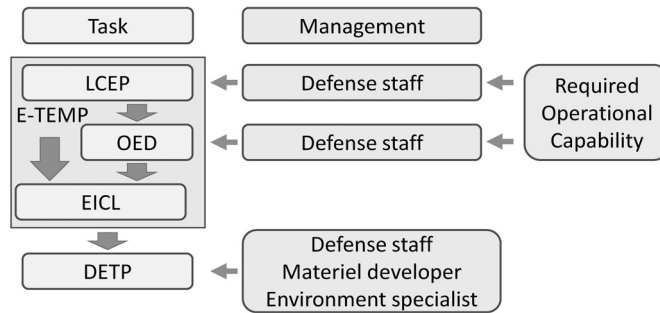 Task
Management
LCEP
Defense staff
Required
Operational
Capability
E-TEMP
OED
Defense staff
EICL
DETP
Defense staff
Materiel developer
Environment specialist